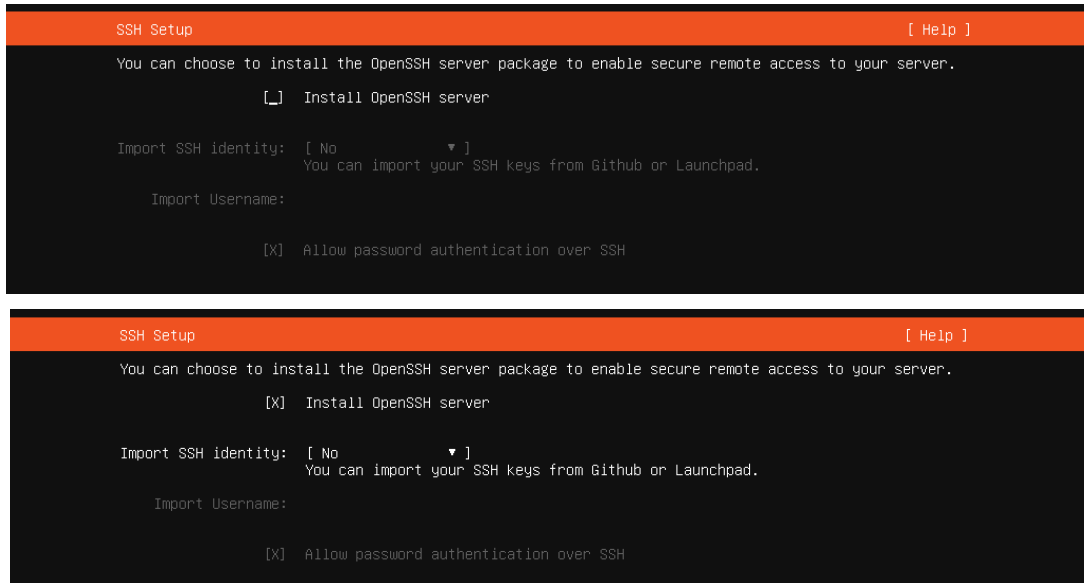 SSH Setup [ Help ]
You can choose to install the OpenSSH server package to enable secure remote access to your server.
[_] Install OpenSSH server
Import SSH identity: [ No ▼ ]
You can import your SSH keys from Github or Launchpad.
Import Username:
[X] Allow password authentication over SSH
SSH Setup [ Help ]
You can choose to install the OpenSSH server package to enable secure remote access to your server.
[X] Install OpenSSH server
Import SSH identity: [ No ▼ ]
You can import your SSH keys from Github or Launchpad.
Import Username:
[X] Allow password authentication over SSH